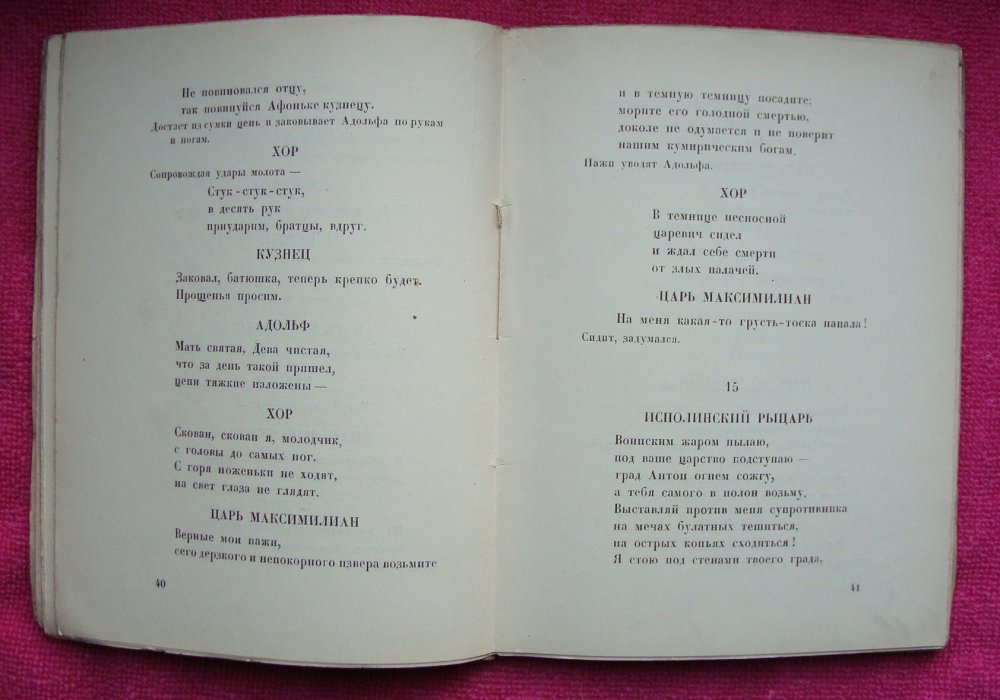 Не повиновался отцу,
так повинуйся Афоньке кузнецу.
Достает из сумки цепь и заковывает Адольфа по рукам
и ногам.
ХОР
Сопровождая удары молота —
Стук-стук-стук,
в десять рук
приударим, братцы, вдруг.
КУЗНЕЦ
Заковал, батюшка, теперь крепко будет.
Прощенья просим.
АДОЛЬФ
Мать святая, Дева чистая,
что за день такой пришел,
цепи тяжкие наложены —
ХОР
Скован, скован я, молодчик,
с головы до самых ног.
С горя ноженьки не ходят,
на свет глаза не глядят.
ЦАРЬ МАКСИМИЛИАН
Верные мои пажи,
сего дерзкого и непокорного изверга возьмите
40
и в темную темницу посадите;
морите его голодной смертью,
доколе не одумается и не поверит
нашим кумирическим богам.
Пажи уводят Адольфа.
ХОР
В темнице несносной
царевич сидел
и ждал себе смерти
от злых палачей.
ЦАРЬ МАКСИМИЛИАН
На меня какая-то грусть-тоска напала!
Сидит, задумался.
15
ИСПОЛИНСКИЙ РЫЦАРЬ
Воинским жаром пылаю,
под ваше царство подступаю —
град Антон огнем сожгу,
а тебя самого в полон возьму.
Выставляй против меня супротивника
на мечах булатных тешиться,
на острых копьях сходиться!
Я стою под стенами твоего града,
41